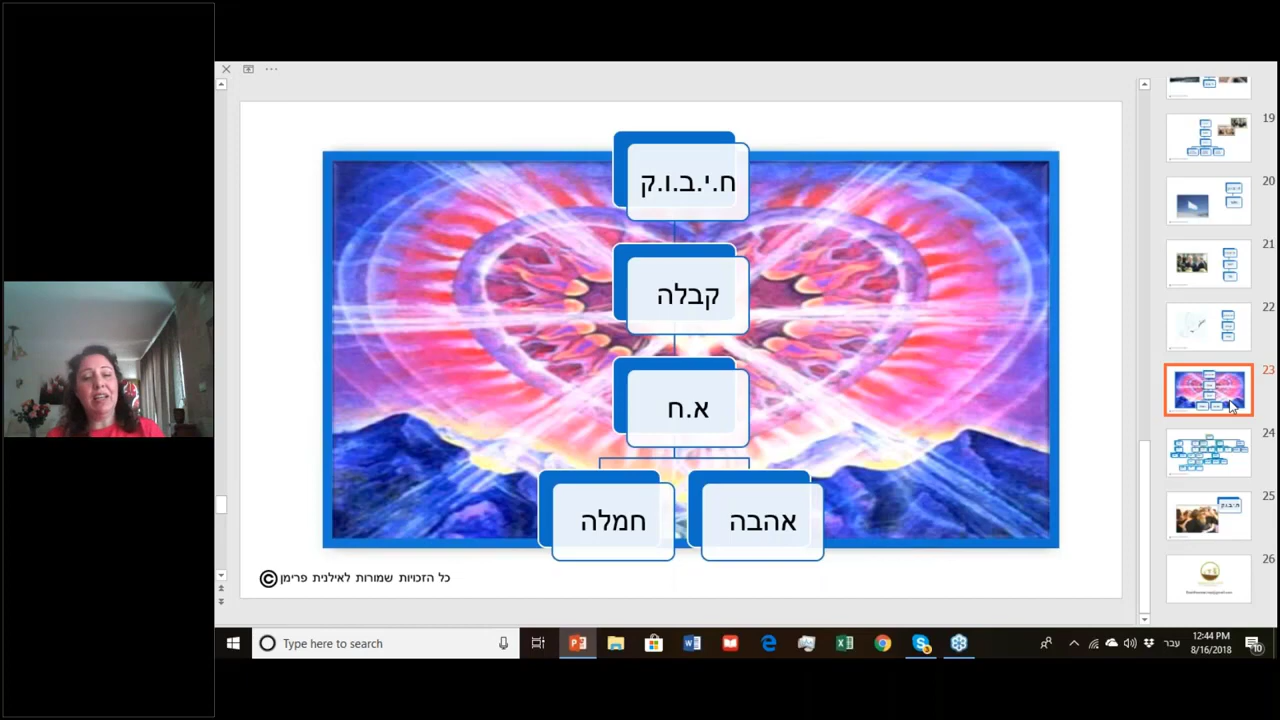 ח.י.ב.ו.ק
קבלה
א.ח
אהבה
חמלה
כל הזכויות שמורות לאילנית פרימן ©
19
20
21
22
23
24
25
26
Type here to search
עבר
12:44 PM
8/16/2018
10